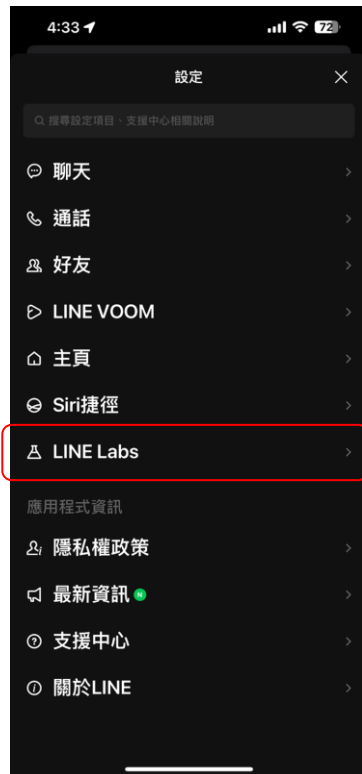 4:33
72
設定
搜尋設定項目、支援中心相關說明
聊天
通話
好友
LINE VOOM
主頁
Siri捷徑
LINE Labs
應用程式資訊
隱私權政策
最新資訊 N
支援中心
關於LINE